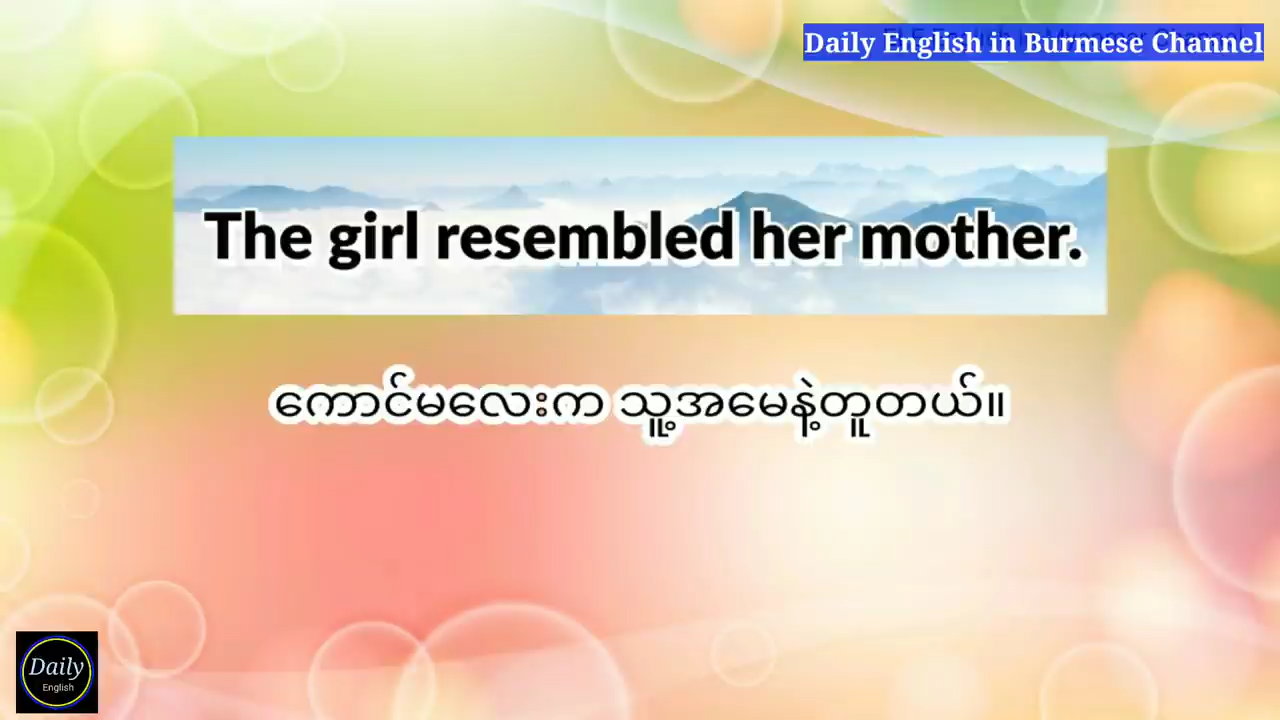 Daily English in Burmese Channel
The girl resembled her mother.
ကောင်မလေးက သူ့အမေနဲ့တူတယ်။
Daily
English